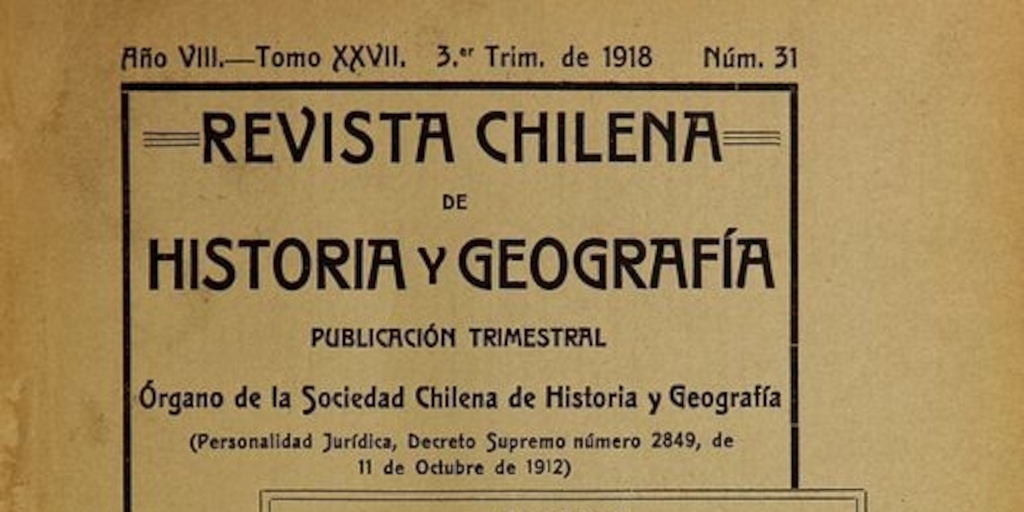 Año VIII.—Tomo XXVII. 3.er Trim. de 1918 Núm. 31
REVISTA CHILENA
DE
HISTORIA Y GEOGRAFÍA
PUBLICACIÓN TRIMESTRAL
Órgano de la Sociedad Chilena de Historia y Geografía
(Personalidad Jurídica, Decreto Supremo número 2849, de
11 de Octubre de 1912)